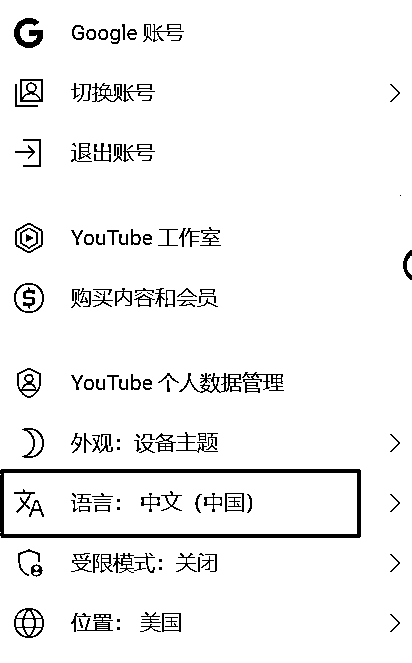 Google 账号
切换账号
退出账号
YouTube 工作室
购买内容和会员
YouTube 个人数据管理
外观：设备主题
语言： 中文（中国）
受限模式：关闭
位置： 美国